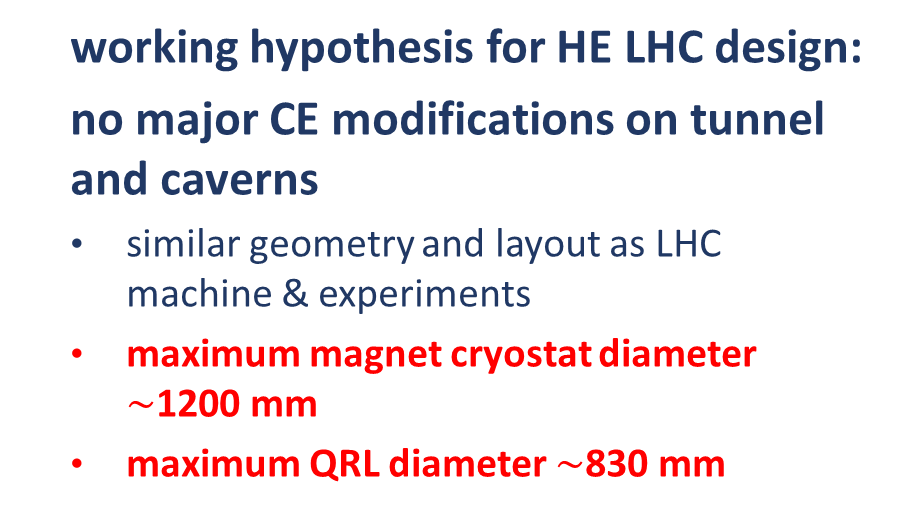 working hypothesis for HE LHC design:
no major CE modifications on tunnel
and caverns
• similar geometry and layout as LHC
machine & experiments
• maximum magnet cryostat diameter
∼1200 mm
• maximum QRL diameter ∼830 mm